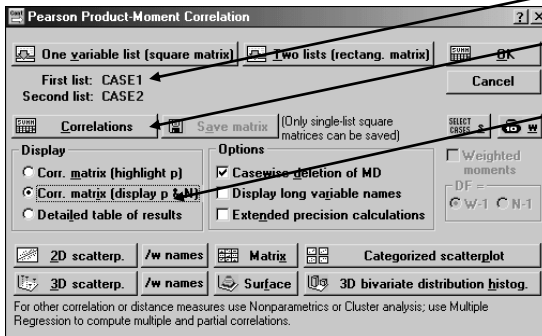 Pearson Product-Moment Correlation ? X
One variable list (square matrix) Two lists (rectang. matrix) SUMM OK
First list: CASE1
Second list: CASE2
Cancel
SUMM Correlations Save matrix (Only single-list square matrices can be saved) SELECT CASES S W
Display
Corr. matrix (highlight p)
Corr. matrix (display p & N)
Detailed table of results
Options
Casewise deletion of MD
Display long variable names
Extended precision calculations
Weighted moments
DF =
W-1 N-1
2D scatterp. /w names Matrix Categorized scatterplot
3D scatterp. /w names Surface 3D bivariate distribution histog.
For other correlation or distance measures use Nonparametrics or Cluster analysis; use Multiple
Regression to compute multiple and partial correlations.